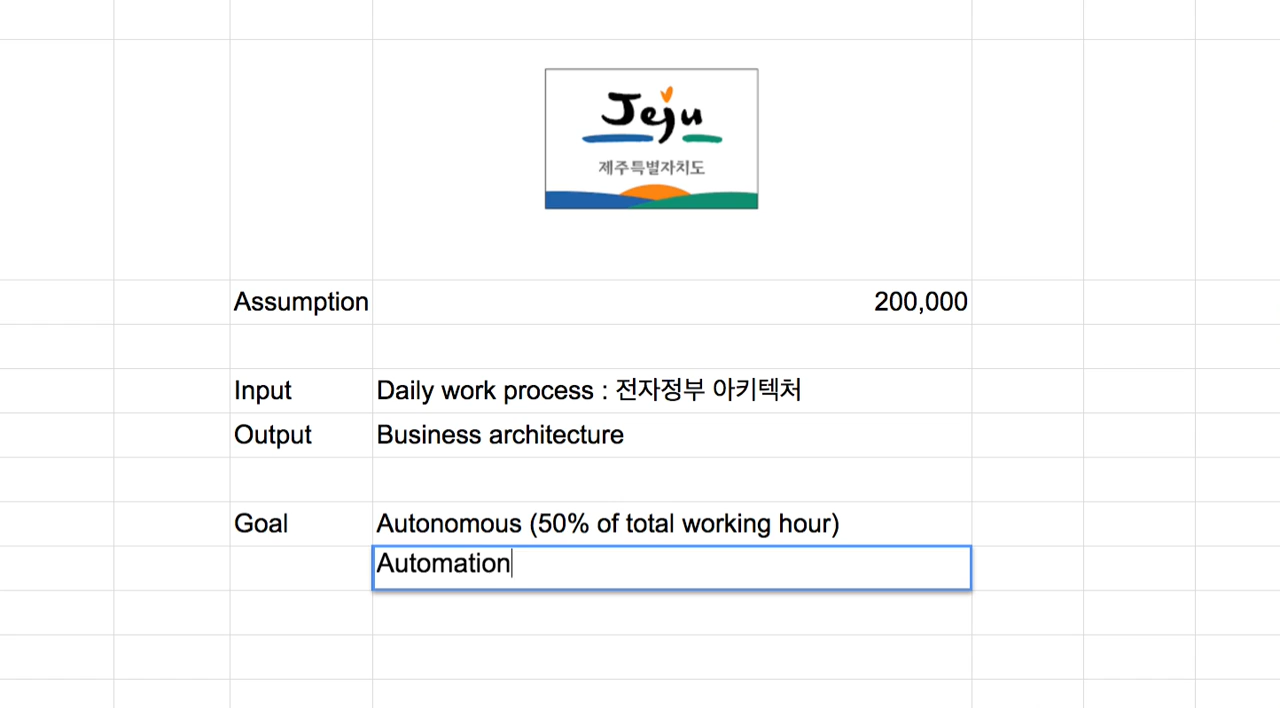 Jeju
제주특별자치도
Assumption 200,000
Input Daily work process : 전자정부 아키텍처
Output Business architecture
Goal Autonomous (50% of total working hour)
Automation